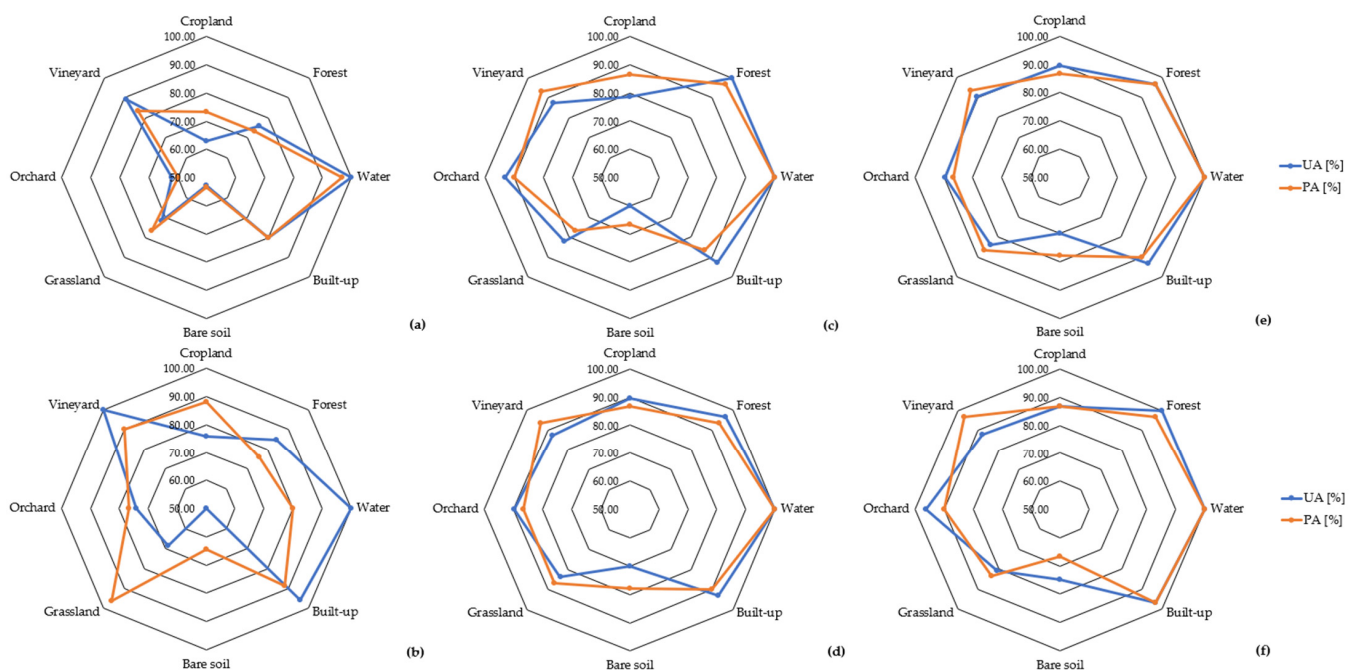 Cropland
100.00
90.00
80.00
70.00
60.00
50.00
Forest
Water
Built-up
Bare soil
Grassland
Orchard
Vineyard
(a)
Cropland
100.00
90.00
80.00
70.00
60.00
50.00
Forest
Water
Built-up
Bare soil
Grassland
Orchard
Vineyard
(c)
Cropland
100.00
90.00
80.00
70.00
60.00
50.00
Forest
Water
Built-up
Bare soil
Grassland
Orchard
Vineyard
(e)
UA [%]
PA [%]
Cropland
100.00
90.00
80.00
70.00
60.00
50.00
Forest
Water
Built-up
Bare soil
Grassland
Orchard
Vineyard
(b)
Cropland
100.00
90.00
80.00
70.00
60.00
50.00
Forest
Water
Built-up
Bare soil
Grassland
Orchard
Vineyard
(d)
Cropland
100.00
90.00
80.00
70.00
60.00
50.00
Forest
Water
Built-up
Bare soil
Grassland
Orchard
Vineyard
(f)
UA [%]
PA [%]